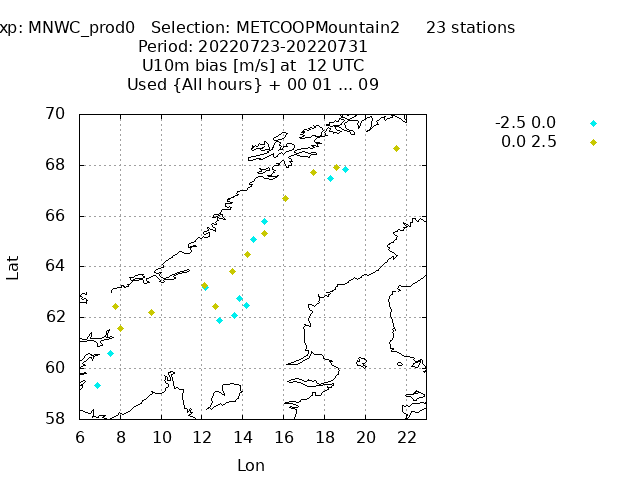 xp: MNWC_prod0 Selection: METCOOPMountain2 23 stations
Period: 20220723-20220731
U10m bias [m/s] at 12 UTC
Used {All hours} + 00 01 ... 09
-2.5 0.0
0.0 2.5
70
68
66
64
62
60
58
Lat
6 8 10 12 14 16 18 20 22
Lon